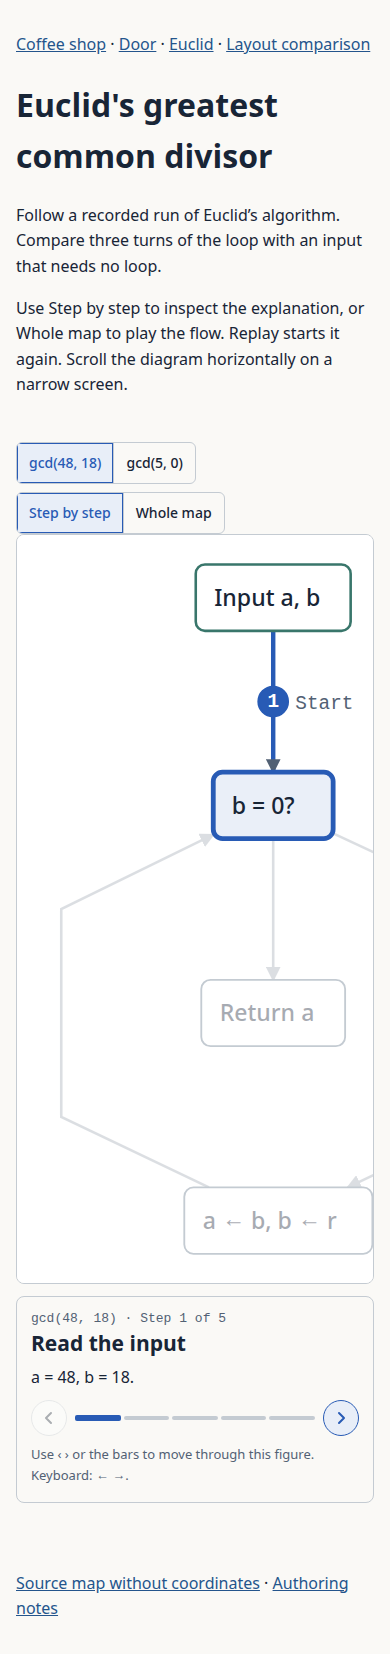 Coffee shop · Door · Euclid · Layout comparison
Euclid's greatest
common divisor
Follow a recorded run of Euclid’s algorithm.
Compare three turns of the loop with an input
that needs no loop.
Use Step by step to inspect the explanation, or
Whole map to play the flow. Replay starts it
again. Scroll the diagram horizontally on a
narrow screen.
gcd(48, 18) gcd(5, 0)
Step by step Whole map
Input a, b
1 Start
b = 0?
Return a
a ← b, b ← r
gcd(48, 18) · Step 1 of 5
Read the input
a = 48, b = 18.
Use ‹ › or the bars to move through this figure.
Keyboard: ← →.
Source map without coordinates · Authoring
notes